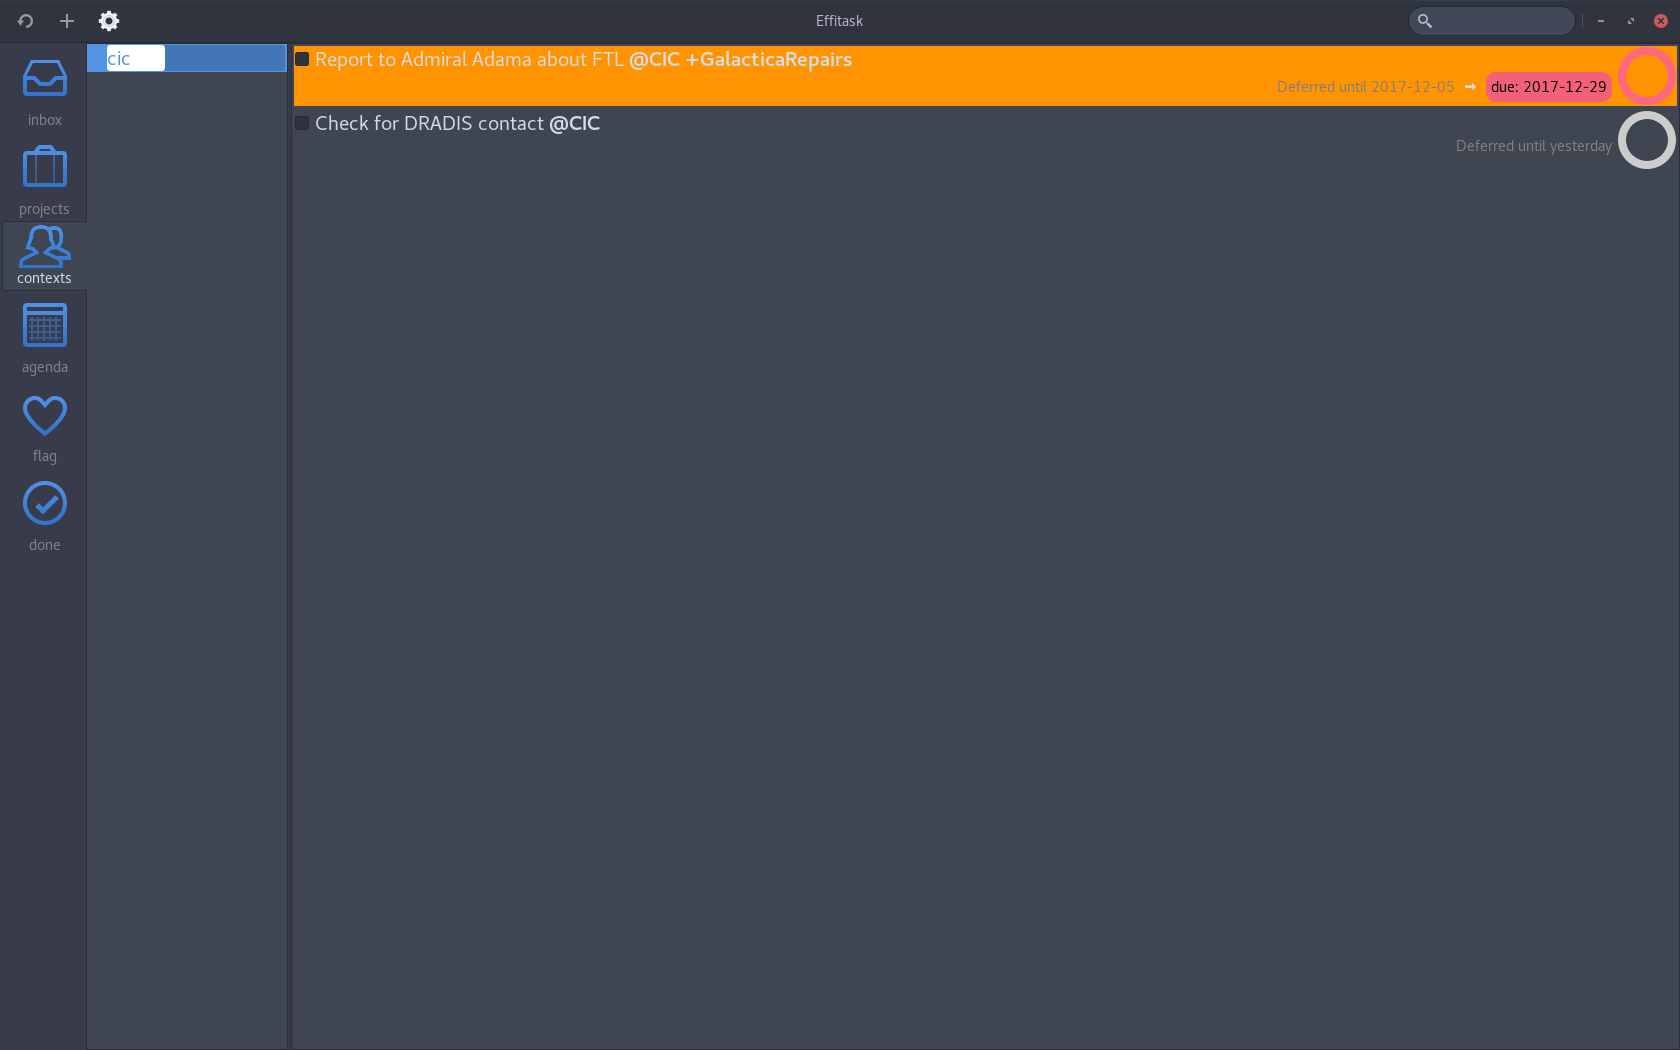 Effitask
inbox
projects
contexts
agenda
flag
done
cic
Report to Admiral Adama about FTL @CIC +GalacticaRepairs
Deferred until 2017-12-05 → due: 2017-12-29
Check for DRADIS contact @CIC
Deferred until yesterday